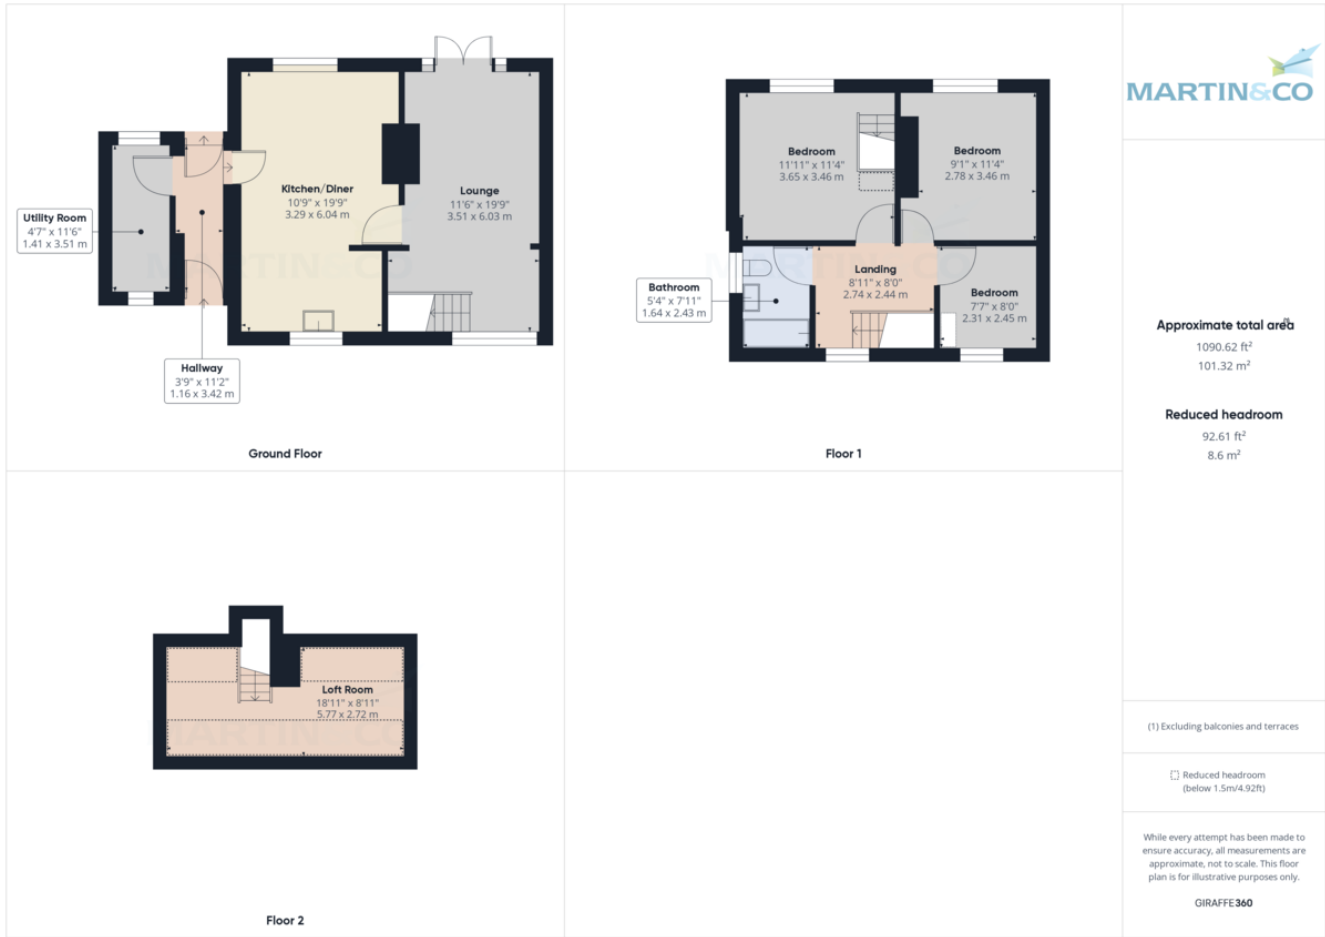 Kitchen/Diner
10'9" x 19'9"
3.29 x 6.04 m
Lounge
11'6" x 19'9"
3.51 x 6.03 m
Utility Room
4'7" x 11'6"
1.41 x 3.51 m
Hallway
3'9" x 11'2"
1.16 x 3.42 m
MARTIN&CO
Ground Floor
Bedroom
11'11" x 11'4"
3.65 x 3.46 m
Bedroom
9'1" x 11'4"
2.78 x 3.46 m
Landing
8'11" x 8'0"
2.74 x 2.44 m
Bathroom
5'4" x 7'11"
1.64 x 2.43 m
Bedroom
7'7" x 8'0"
2.31 x 2.45 m
MARTIN&CO
Floor 1
Loft Room
18'11" x 8'11"
5.77 x 2.72 m
MARTIN&CO
Floor 2
MARTIN&CO
Approximate total area
1090.62 ft²
101.32 m²
Reduced headroom
92.61 ft²
8.6 m²
(1) Excluding balconies and terraces
Reduced headroom
(below 1.5m/4.92ft)
While every attempt has been made to
ensure accuracy, all measurements are
approximate, not to scale. This floor
plan is for illustrative purposes only.
GIRAFFE360